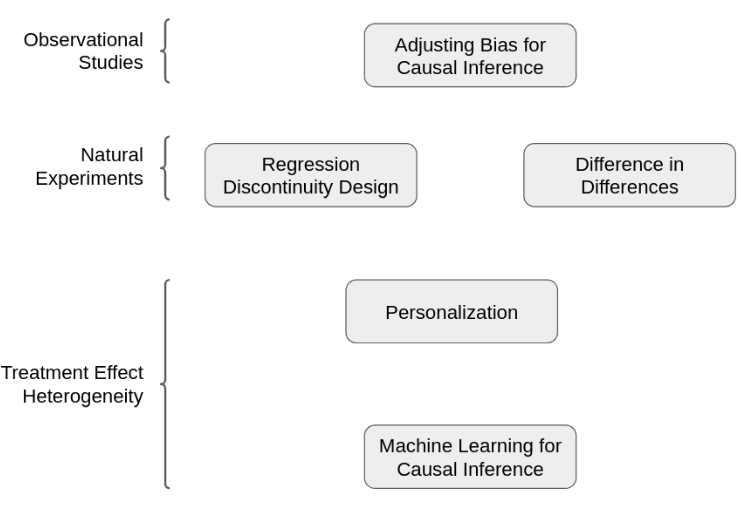 Observational
Studies
Adjusting Bias for
Causal Inference
Natural
Experiments
Regression
Discontinuity Design
Difference in
Differences
Treatment Effect
Heterogeneity
Personalization
Machine Learning for
Causal Inference